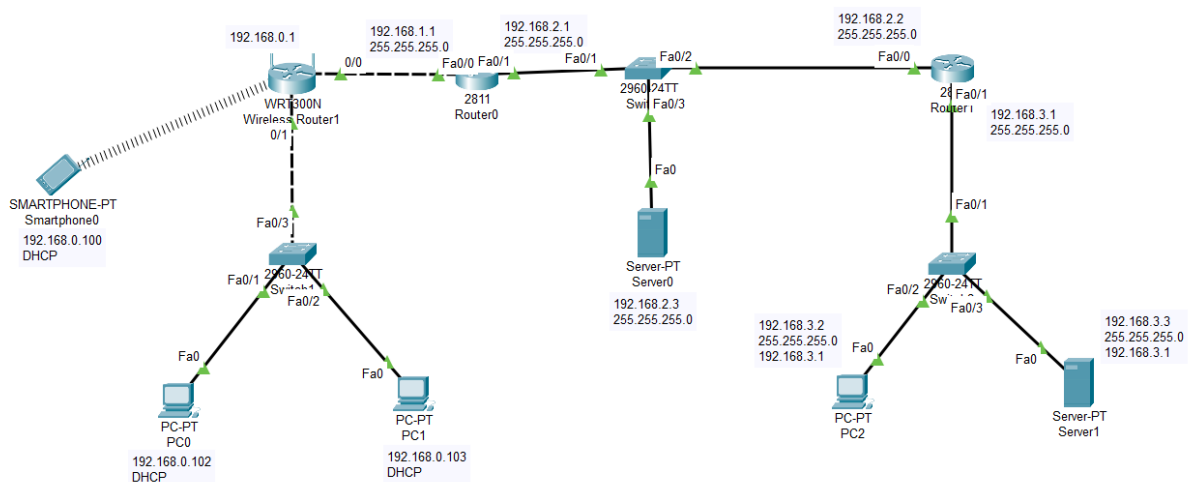 192.168.0.1
0/0
192.168.1.1
255.255.255.0
Fa0/0
192.168.2.1
255.255.255.0
Fa0/1
Fa0/1
Fa0/2
192.168.2.2
255.255.255.0
Fa0/0
WRT300N
Wireless Router1
0/1
2811
Router0
2960-24TT
Fa0/3
Fa0/1
192.168.3.1
255.255.255.0
SMARTPHONE-PT
Smartphone0
192.168.0.100
DHCP
Fa0/3
2960-24TT
Fa0/1
Fa0/2
Fa0
Server-PT
Server0
192.168.2.3
255.255.255.0
Fa0/1
2960-24TT
Fa0/2
Fa0/3
192.168.3.2
255.255.255.0
192.168.3.1
Fa0
192.168.3.3
255.255.255.0
192.168.3.1
Fa0
Fa0
PC-PT
PC0
192.168.0.102
DHCP
Fa0
PC-PT
PC1
192.168.0.103
DHCP
PC-PT
PC2
Server-PT
Server1